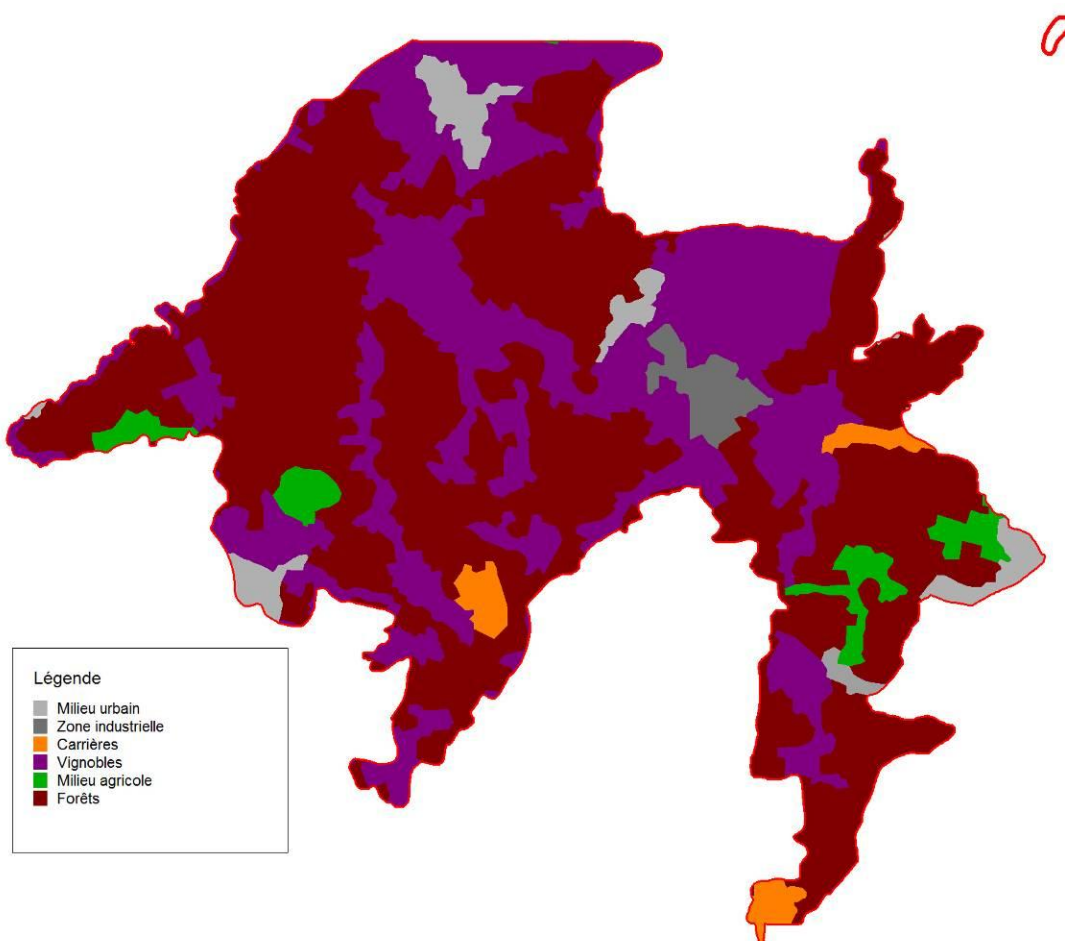 Légende
Milieu urbain
Zone industrielle
Carrières
Vignobles
Milieu agricole
Forêts